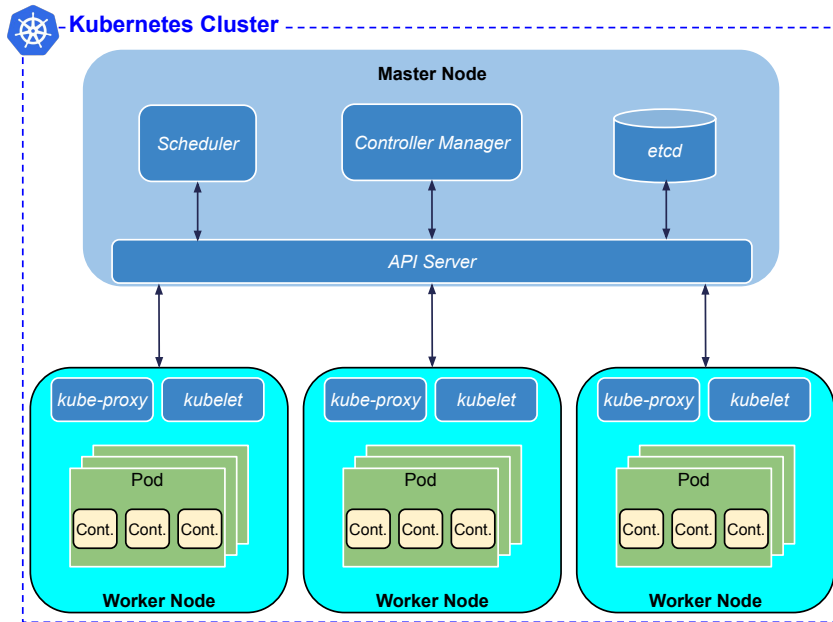 Kubernetes Cluster
Master Node
Scheduler
Controller Manager
etcd
API Server
kube-proxy
kubelet
kube-proxy
kubelet
kube-proxy
kubelet
Pod
Pod
Pod
Cont.
Cont.
Cont.
Cont.
Cont.
Cont.
Cont.
Cont.
Cont.
Worker Node
Worker Node
Worker Node